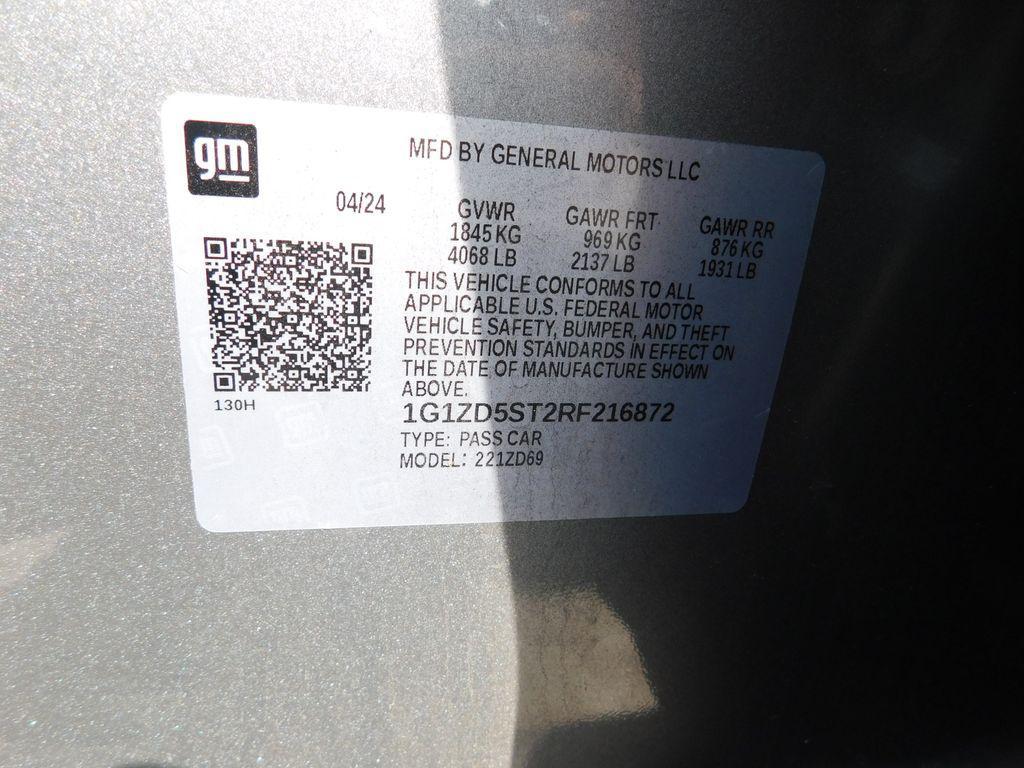 gm
MFD BY GENERAL MOTORS LLC
04/24
GVWR GAWR FRT GAWR RR
1845 KG 969 KG 876 KG
4068 LB 2137 LB 1931 LB
THIS VEHICLE CONFORMS TO ALL
APPLICABLE U.S. FEDERAL MOTOR
VEHICLE SAFETY, BUMPER, AND THEFT
PREVENTION STANDARDS IN EFFECT ON
THE DATE OF MANUFACTURE SHOWN
ABOVE.
130H
1G1ZD5ST2RF216872
TYPE: PASS CAR
MODEL: 221ZD69